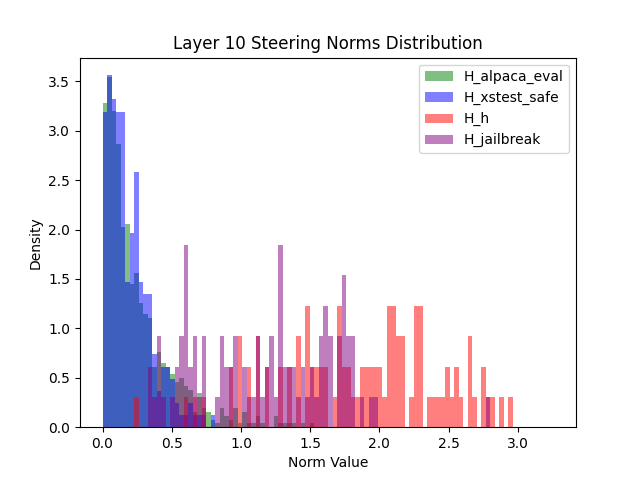 Layer 10 Steering Norms Distribution
H_alpaca_eval
H_xstest_safe
H_h
H_jailbreak
Density
3.5
3.0
2.5
2.0
1.5
1.0
0.5
0.0
0.0 0.5 1.0 1.5 2.0 2.5 3.0
Norm Value